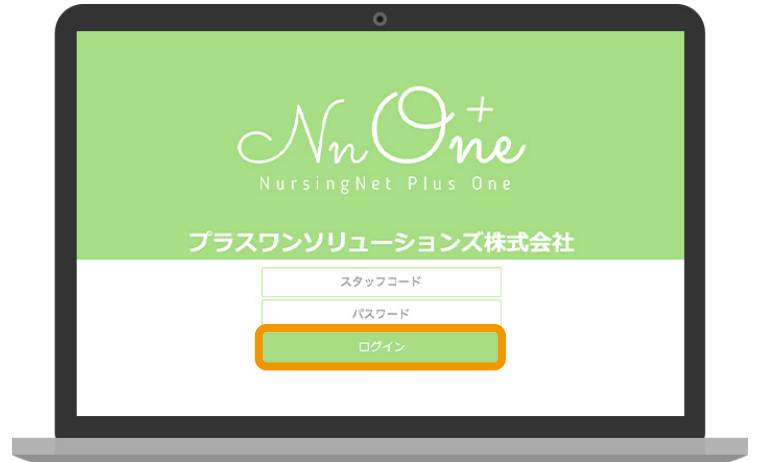 NnOne+
NursingNet Plus One
プラスワンソリューションズ株式会社
スタッフコード
パスワード
ログイン